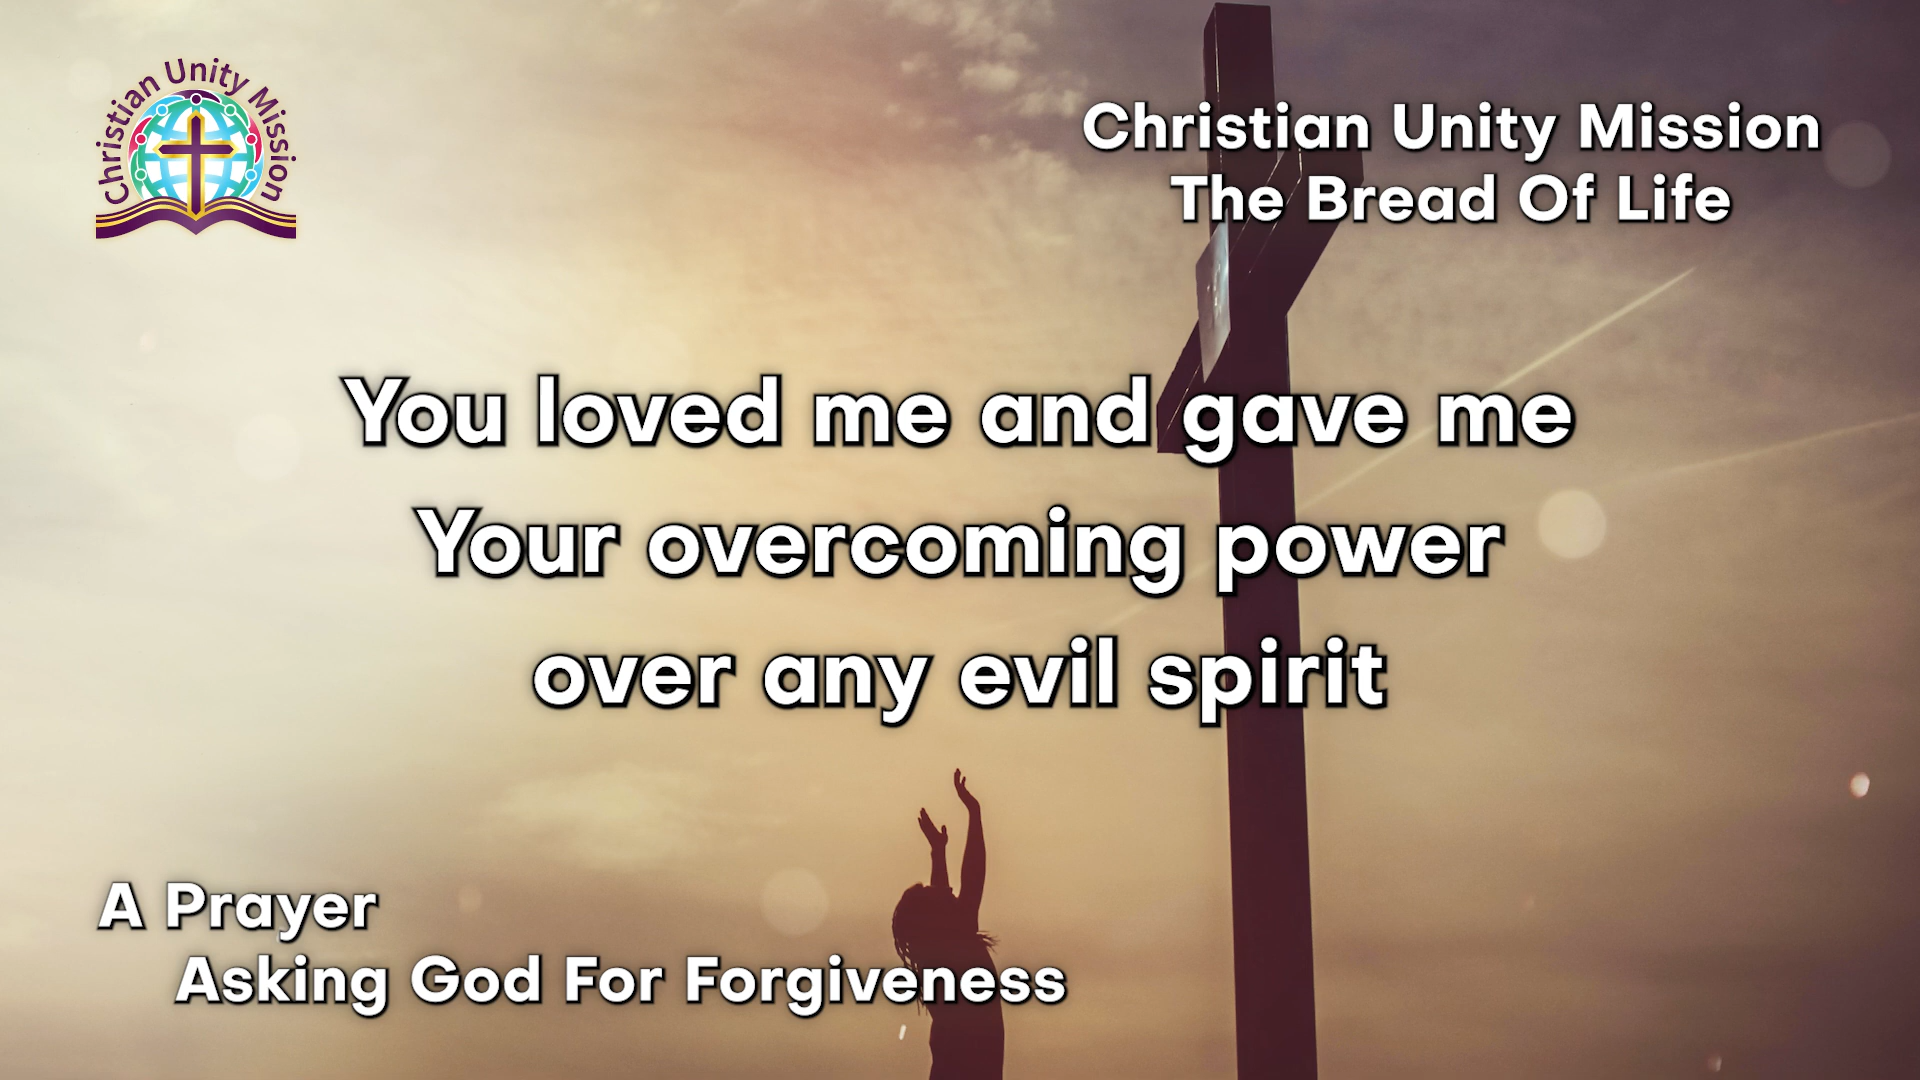 Christian Unity Mission
Christian Unity Mission
The Bread Of Life
You loved me and gave me
Your overcoming power
over any evil spirit
A Prayer
Asking God For Forgiveness